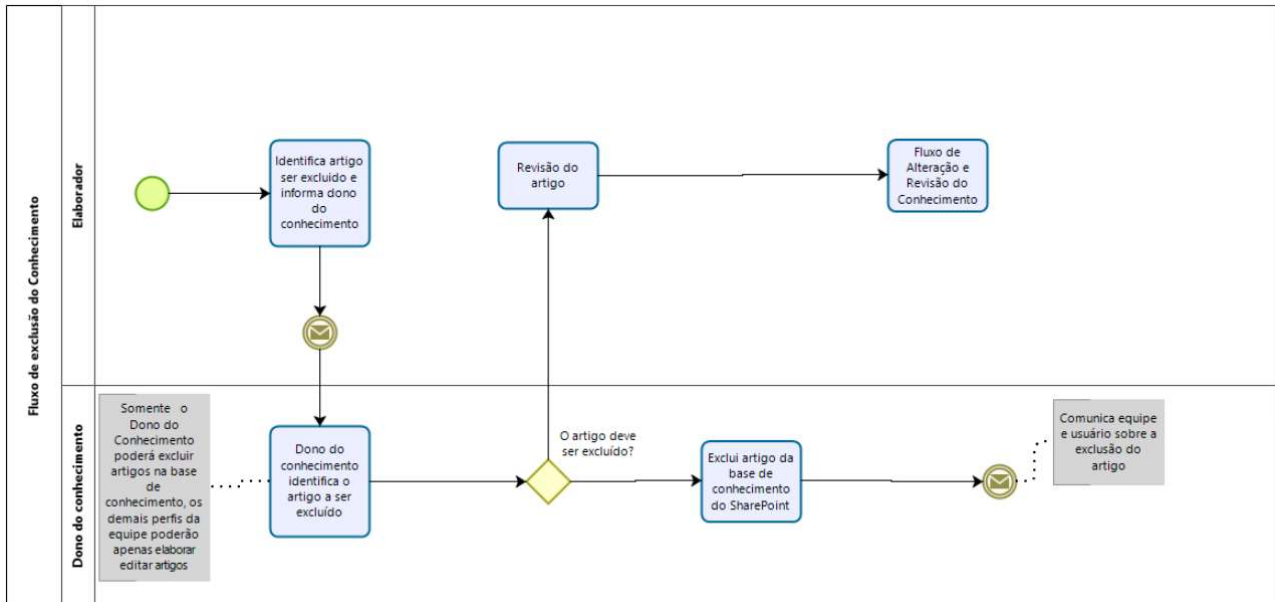 Fluxo de exclusão do Conhecimento
Elaborador
Identifica artigo
ser excluido e
informa dono
do
conhecimento
Revisão do
artigo
Fluxo de
Alteração e
Revisão do
Conhecimento
Dono do conhecimento
Somente o
Dono do
Conhecimento
poderá excluir
artigos na base
de
conhecimento, os
demais perfis da
equipe poderão
apenas elaborar
editar artigos
Dono do
conhecimento
identifica o
artigo a ser
excluído
O artigo deve
ser excluído?
Exclui artigo da
base de
conhecimento
do SharePoint
Comunica equipe
e usuário sobre a
exclusão do
artigo